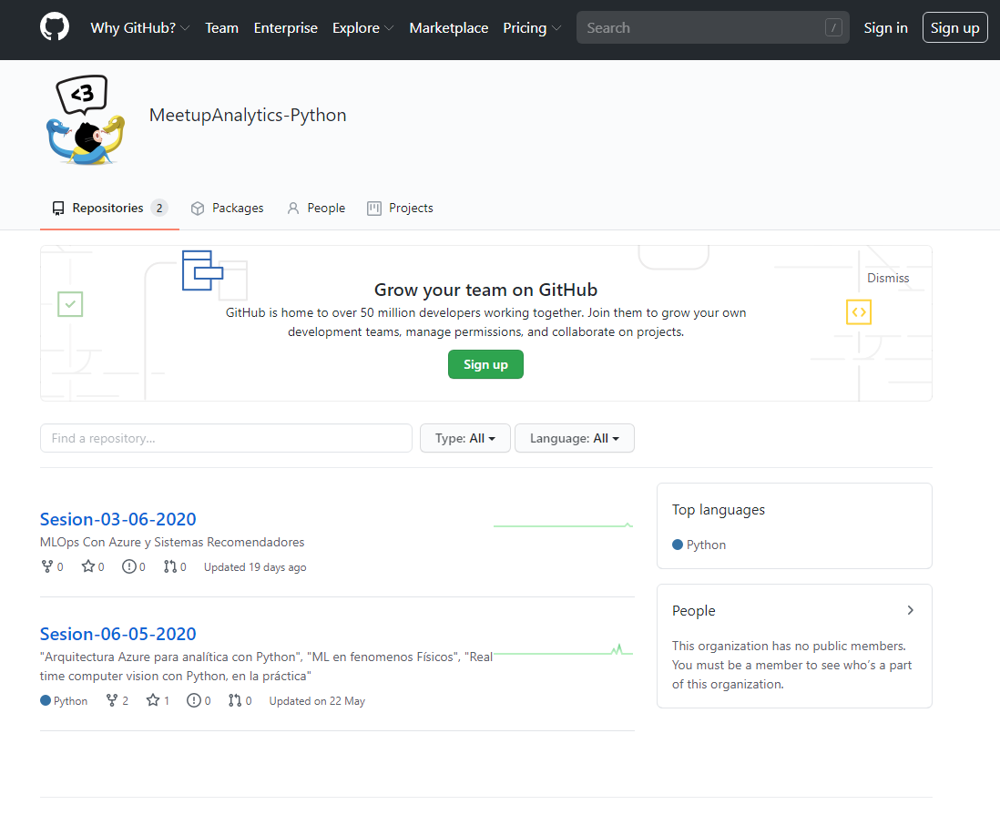 Why GitHub? Team Enterprise Explore Marketplace Pricing Search / Sign in Sign up
<3
MeetupAnalytics-Python
Repositories 2 Packages People Projects
Dismiss
Grow your team on GitHub
GitHub is home to over 50 million developers working together. Join them to grow your own
development teams, manage permissions, and collaborate on projects.
Sign up
Find a repository… Type: All Language: All
Sesion-03-06-2020
MLOps Con Azure y Sistemas Recomendadores
0 0 0 0 Updated 19 days ago
Sesion-06-05-2020
"Arquitectura Azure para analítica con Python", "ML en fenomenos Físicos", "Real
time computer vision con Python, en la práctica"
Python 2 1 0 0 Updated on 22 May
Top languages
Python
People
This organization has no public members.
You must be a member to see who’s a part
of this organization.